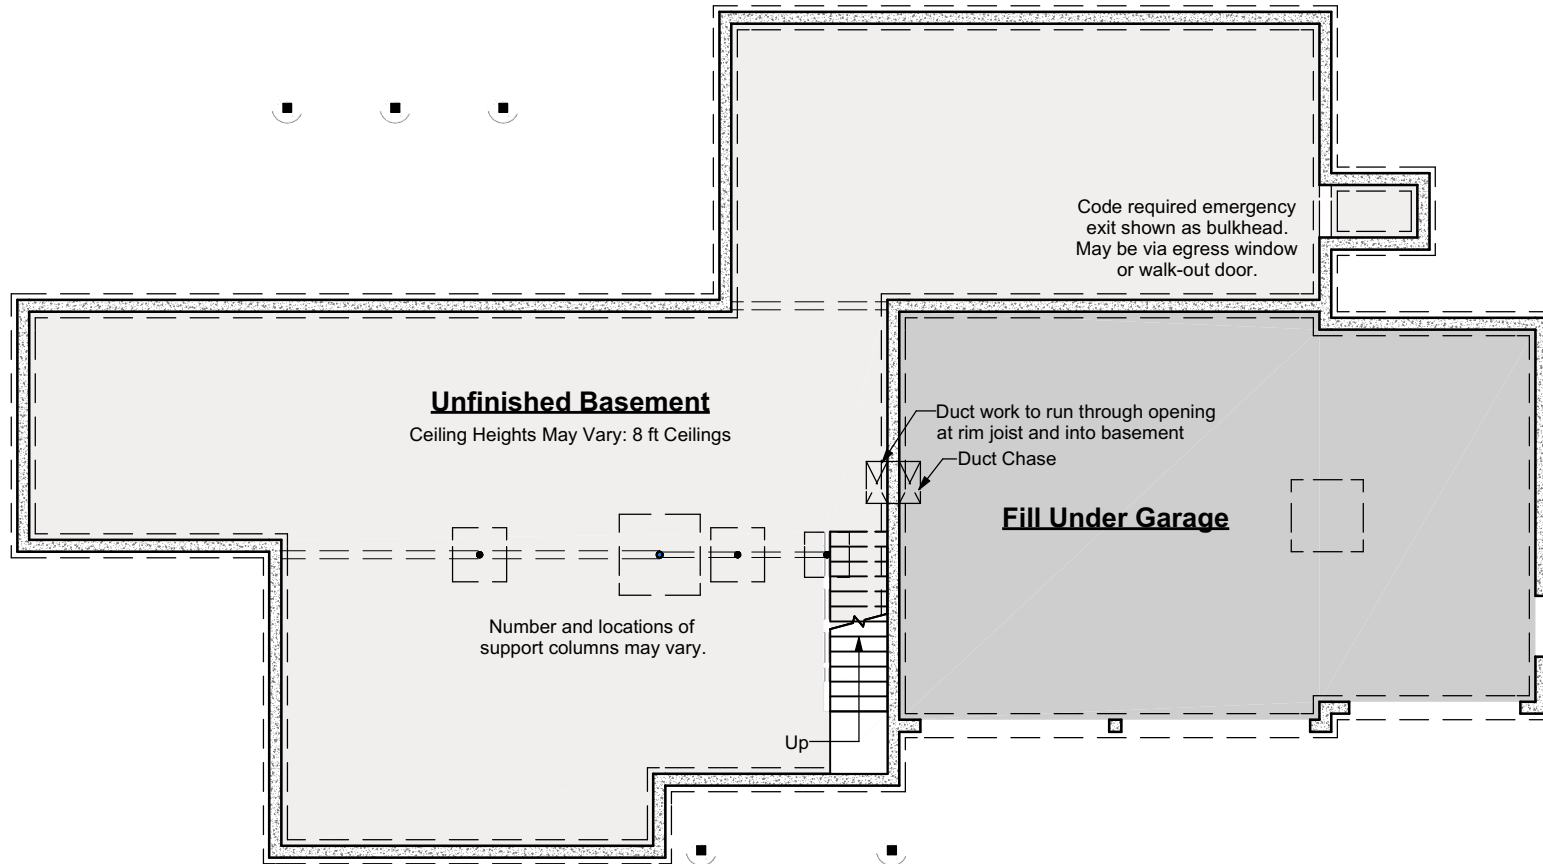 Code required emergency
exit shown as bulkhead.
May be via egress window
or walk-out door.
Unfinished Basement
Ceiling Heights May Vary: 8 ft Ceilings
Duct work to run through opening
at rim joist and into basement
Duct Chase
Fill Under Garage
Number and locations of
support columns may vary.
Up